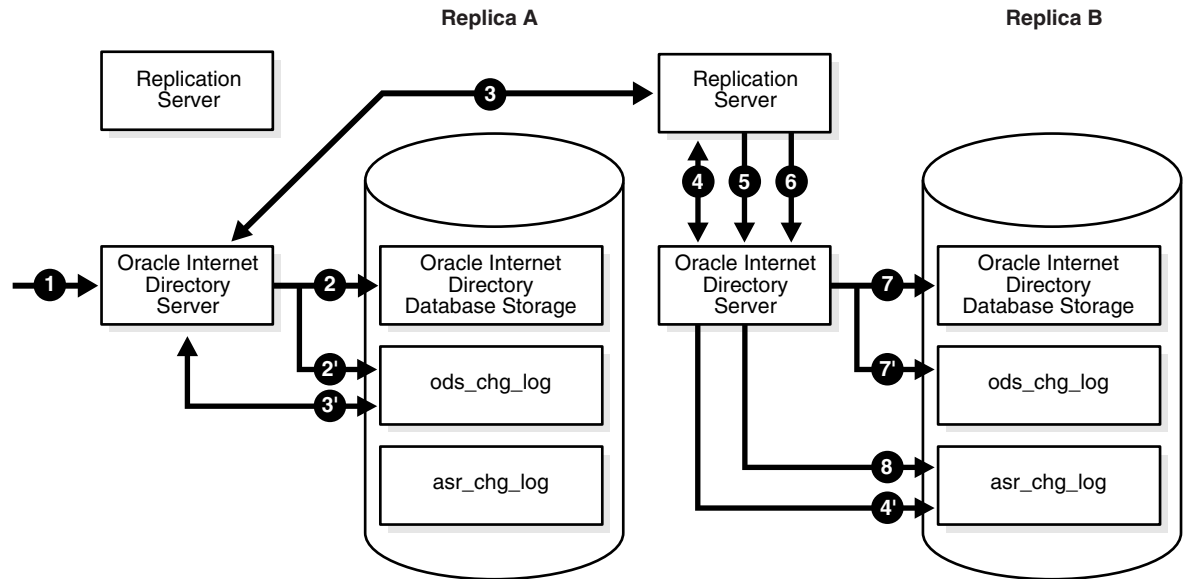 Replica A
Replica B
Replication
Server
3
Replication
Server
4
5
6
1
Oracle Internet
Directory
Server
2
Oracle Internet
Directory
Database Storage
Oracle Internet
Directory
Server
7
Oracle Internet
Directory
Database Storage
2'
ods_chg_log
7'
ods_chg_log
3'
asr_chg_log
8
asr_chg_log
4'